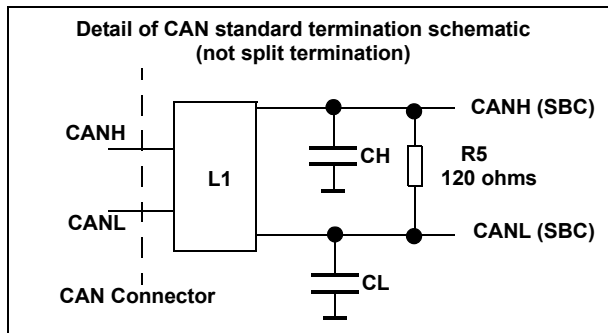 Detail of CAN standard termination schematic
(not split termination)
CANH (SBC)
CANH
CH
R5
120 ohms
L1
CANL
CANL (SBC)
CL
CAN Connector